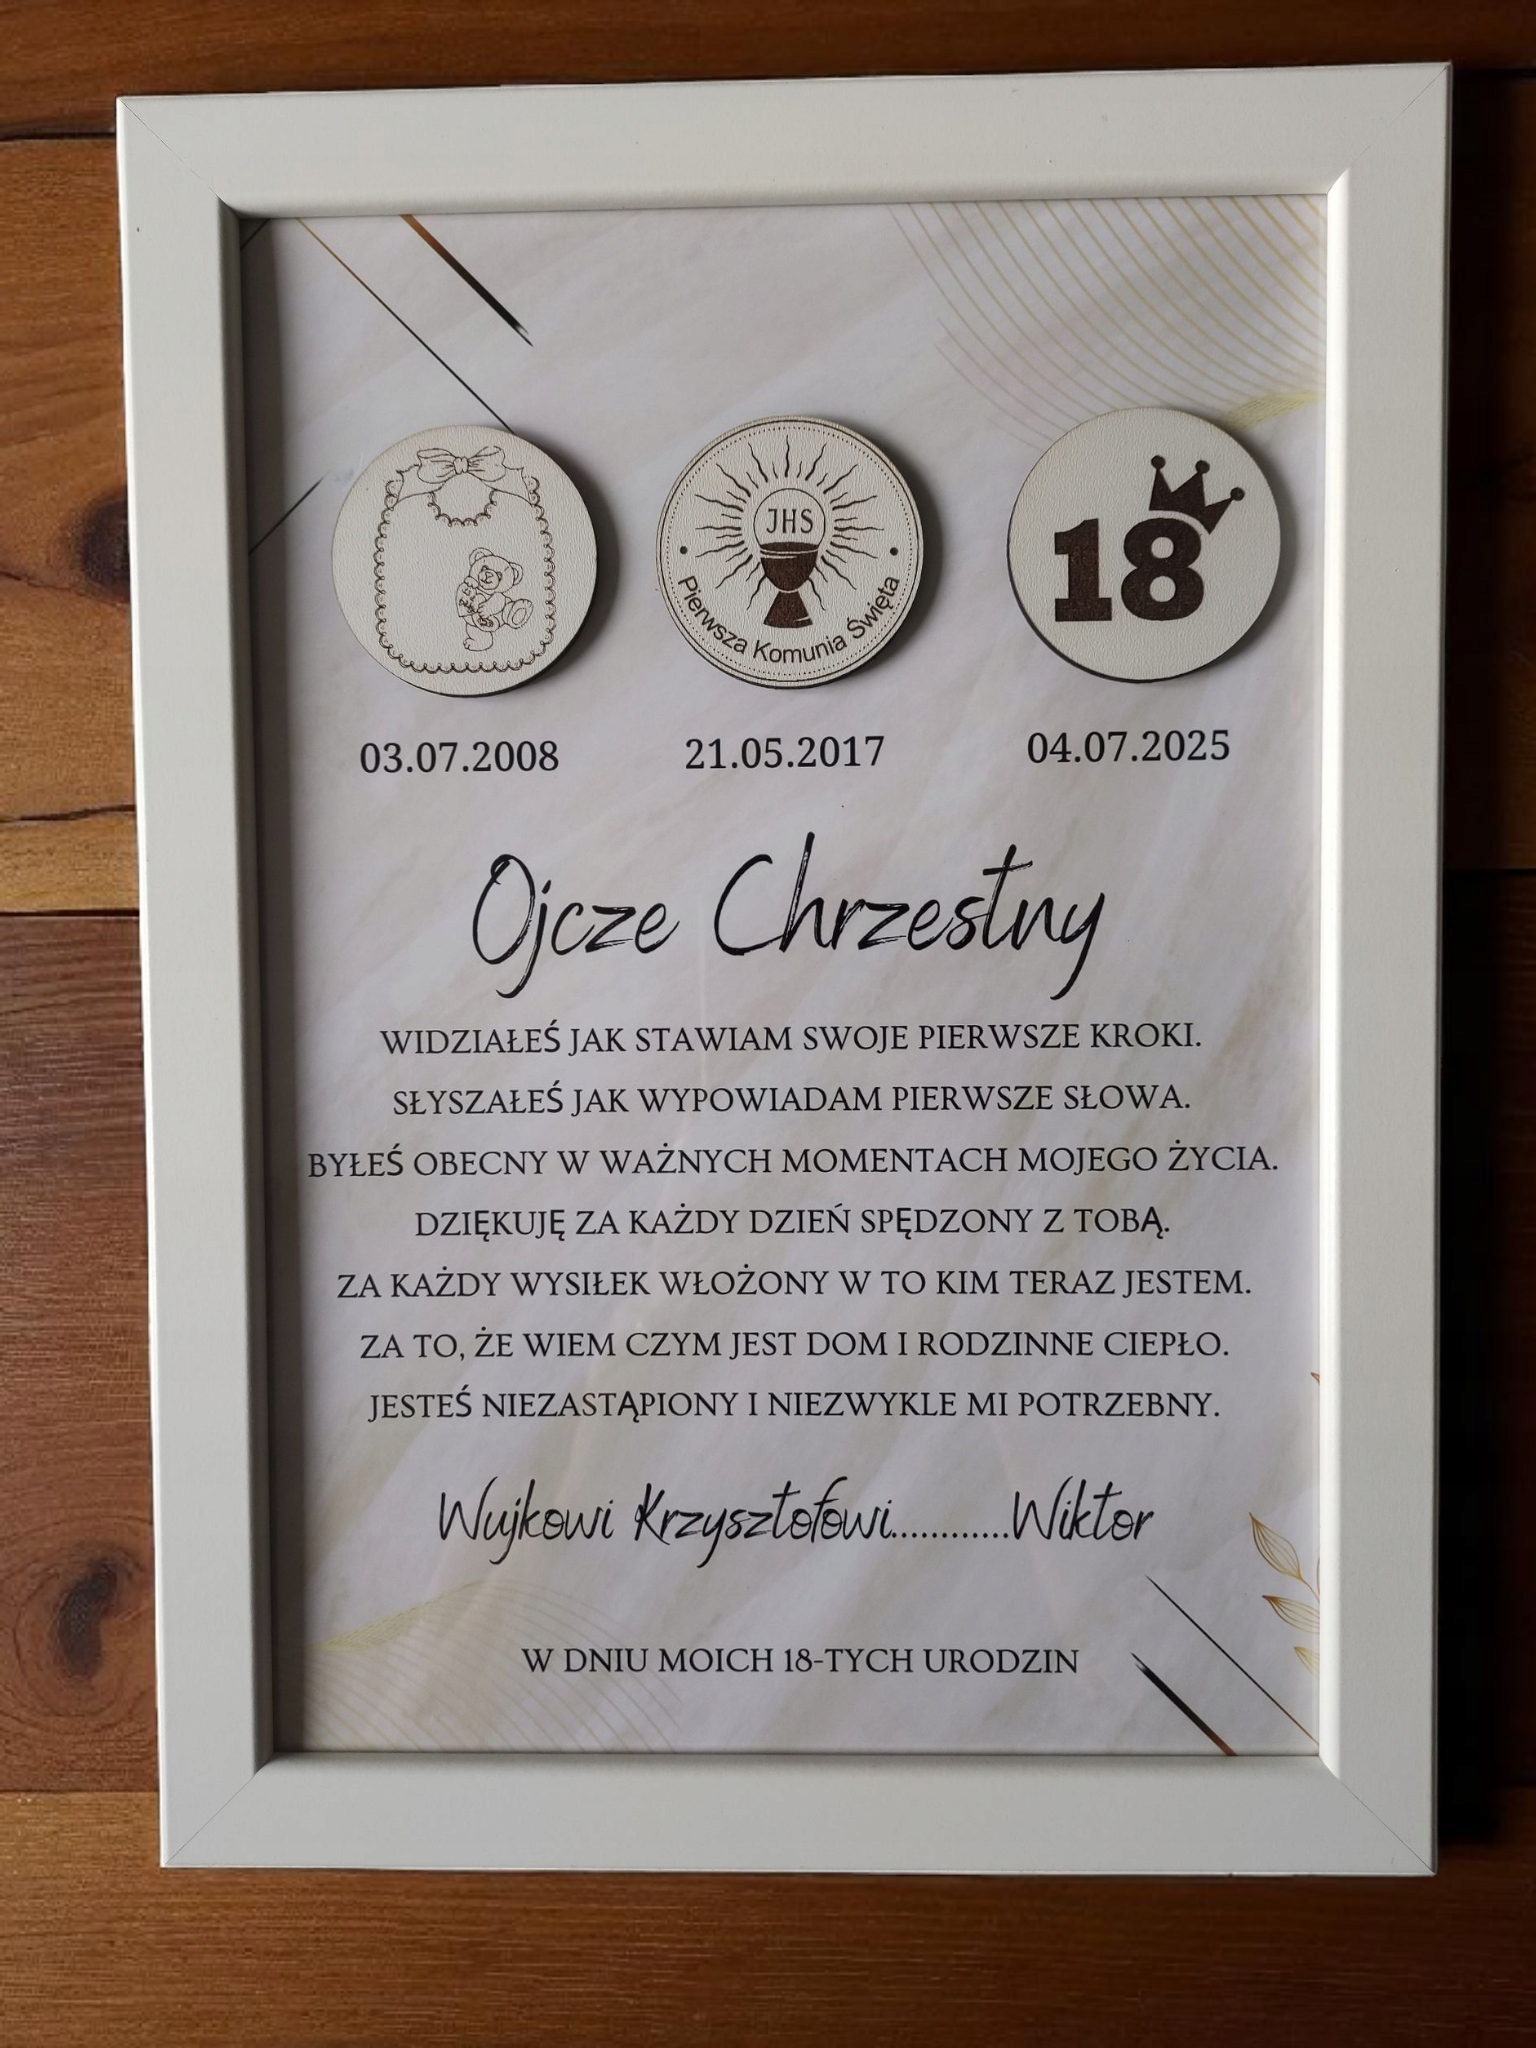 JHS
Pierwsza Komunia Święta
18
03.07.2008 21.05.2017 04.07.2025
Ojcze Chrzestny
WIDZIAŁEŚ JAK STAWIAM SWOJE PIERWSZE KROKI.
SŁYSZAŁEŚ JAK WYPOWIADAM PIERWSZE SŁOWA.
BYŁEŚ OBECNY W WAŻNYCH MOMENTACH MOJEGO ŻYCIA.
DZIĘKUJĘ ZA KAŻDY DZIEŃ SPĘDZONY Z TOBĄ.
ZA KAŻDY WYSIŁEK WŁOŻONY W TO KIM TERAZ JESTEM.
ZA TO, ŻE WIEM CZYM JEST DOM I RODZINNE CIEPŁO.
JESTEŚ NIEZASTĄPIONY I NIEZWYKLE MI POTRZEBNY.
Wujkowi Krzysztofowi............Wiktor
W DNIU MOICH 18-TYCH URODZIN